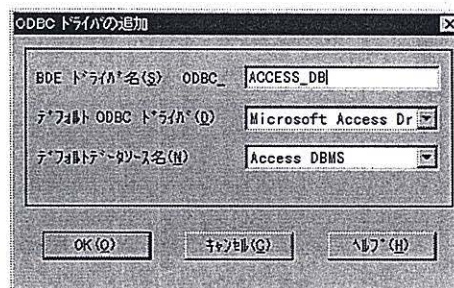 ODBC ﾄﾞﾗｲﾊﾞの追加
BDE ﾄﾞﾗｲﾊﾞ名(S) ODBC_ ACCESS_DB
ﾃﾞﾌｫﾙﾄ ODBC ﾄﾞﾗｲﾊﾞ(D) Microsoft Access Dr
ﾃﾞﾌｫﾙﾄﾃﾞｰﾀｿｰｽ名(N) Access DBMS
OK(O) ｷｬﾝｾﾙ(C) ﾍﾙﾌﾟ(H)